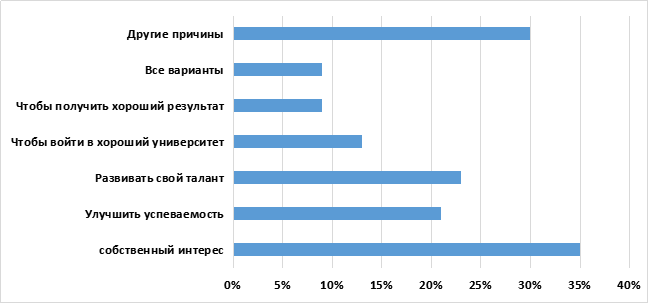 Другие причины
Все варианты
Чтобы получить хороший результат
Чтобы войти в хороший университет
Развивать свой талант
Улучшить успеваемость
собственный интерес
0% 5% 10% 15% 20% 25% 30% 35% 40%